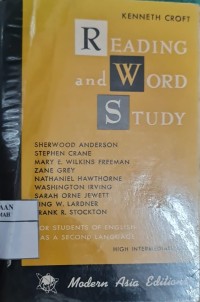 KENNETH CROFT
READING
and WORD
STUDY
SHERWOOD ANDERSON
STEPHEN CRANE
MARY E. WILKINS FREEMAN
ZANE GREY
NATHANIEL HAWTHORNE
WASHINGTON IRVING
SARAH ORNE JEWETT
RING W. LARDNER
FRANK R. STOCKTON
FOR STUDENTS OF ENGLISH
AS A SECOND LANGUAGE
HIGH INTERMEDIATE
Modern Asia Edition